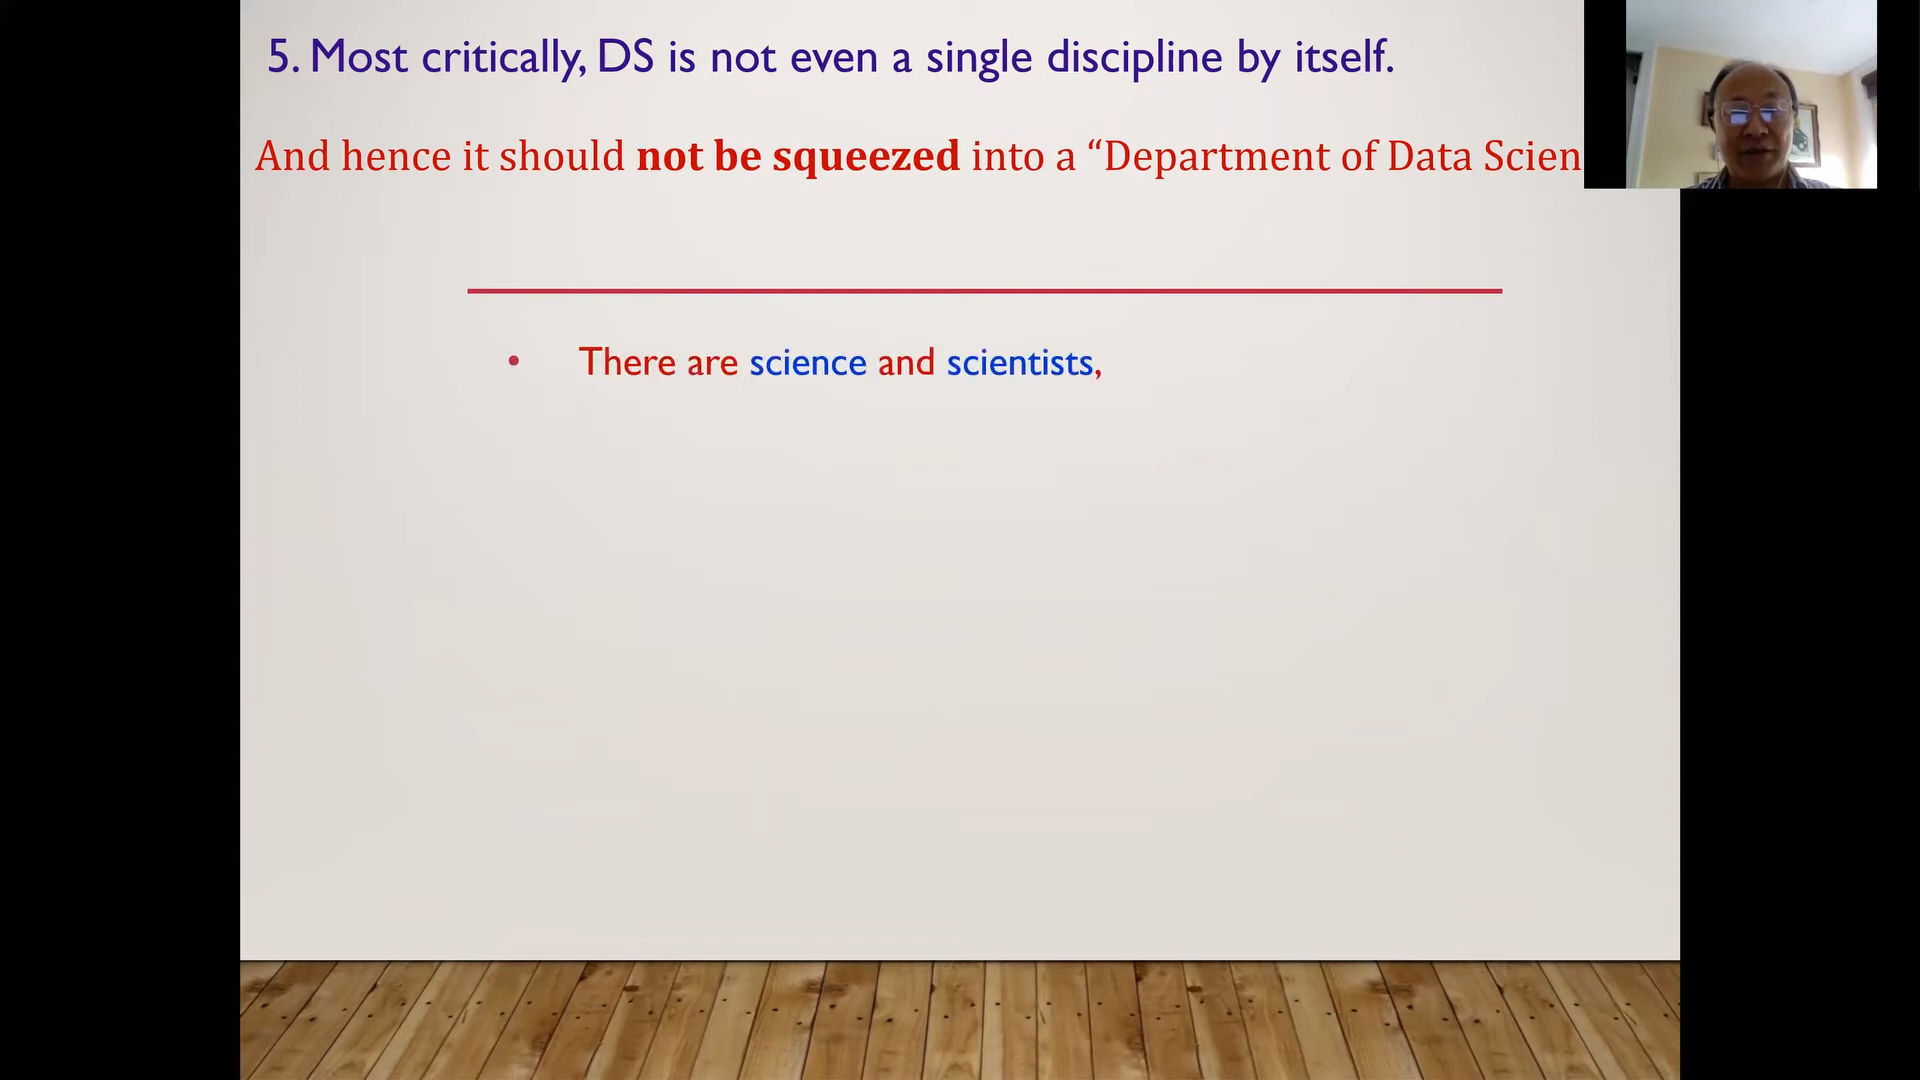 5. Most critically, DS is not even a single discipline by itself.
And hence it should not be squeezed into a “Department of Data Scien
• There are science and scientists,